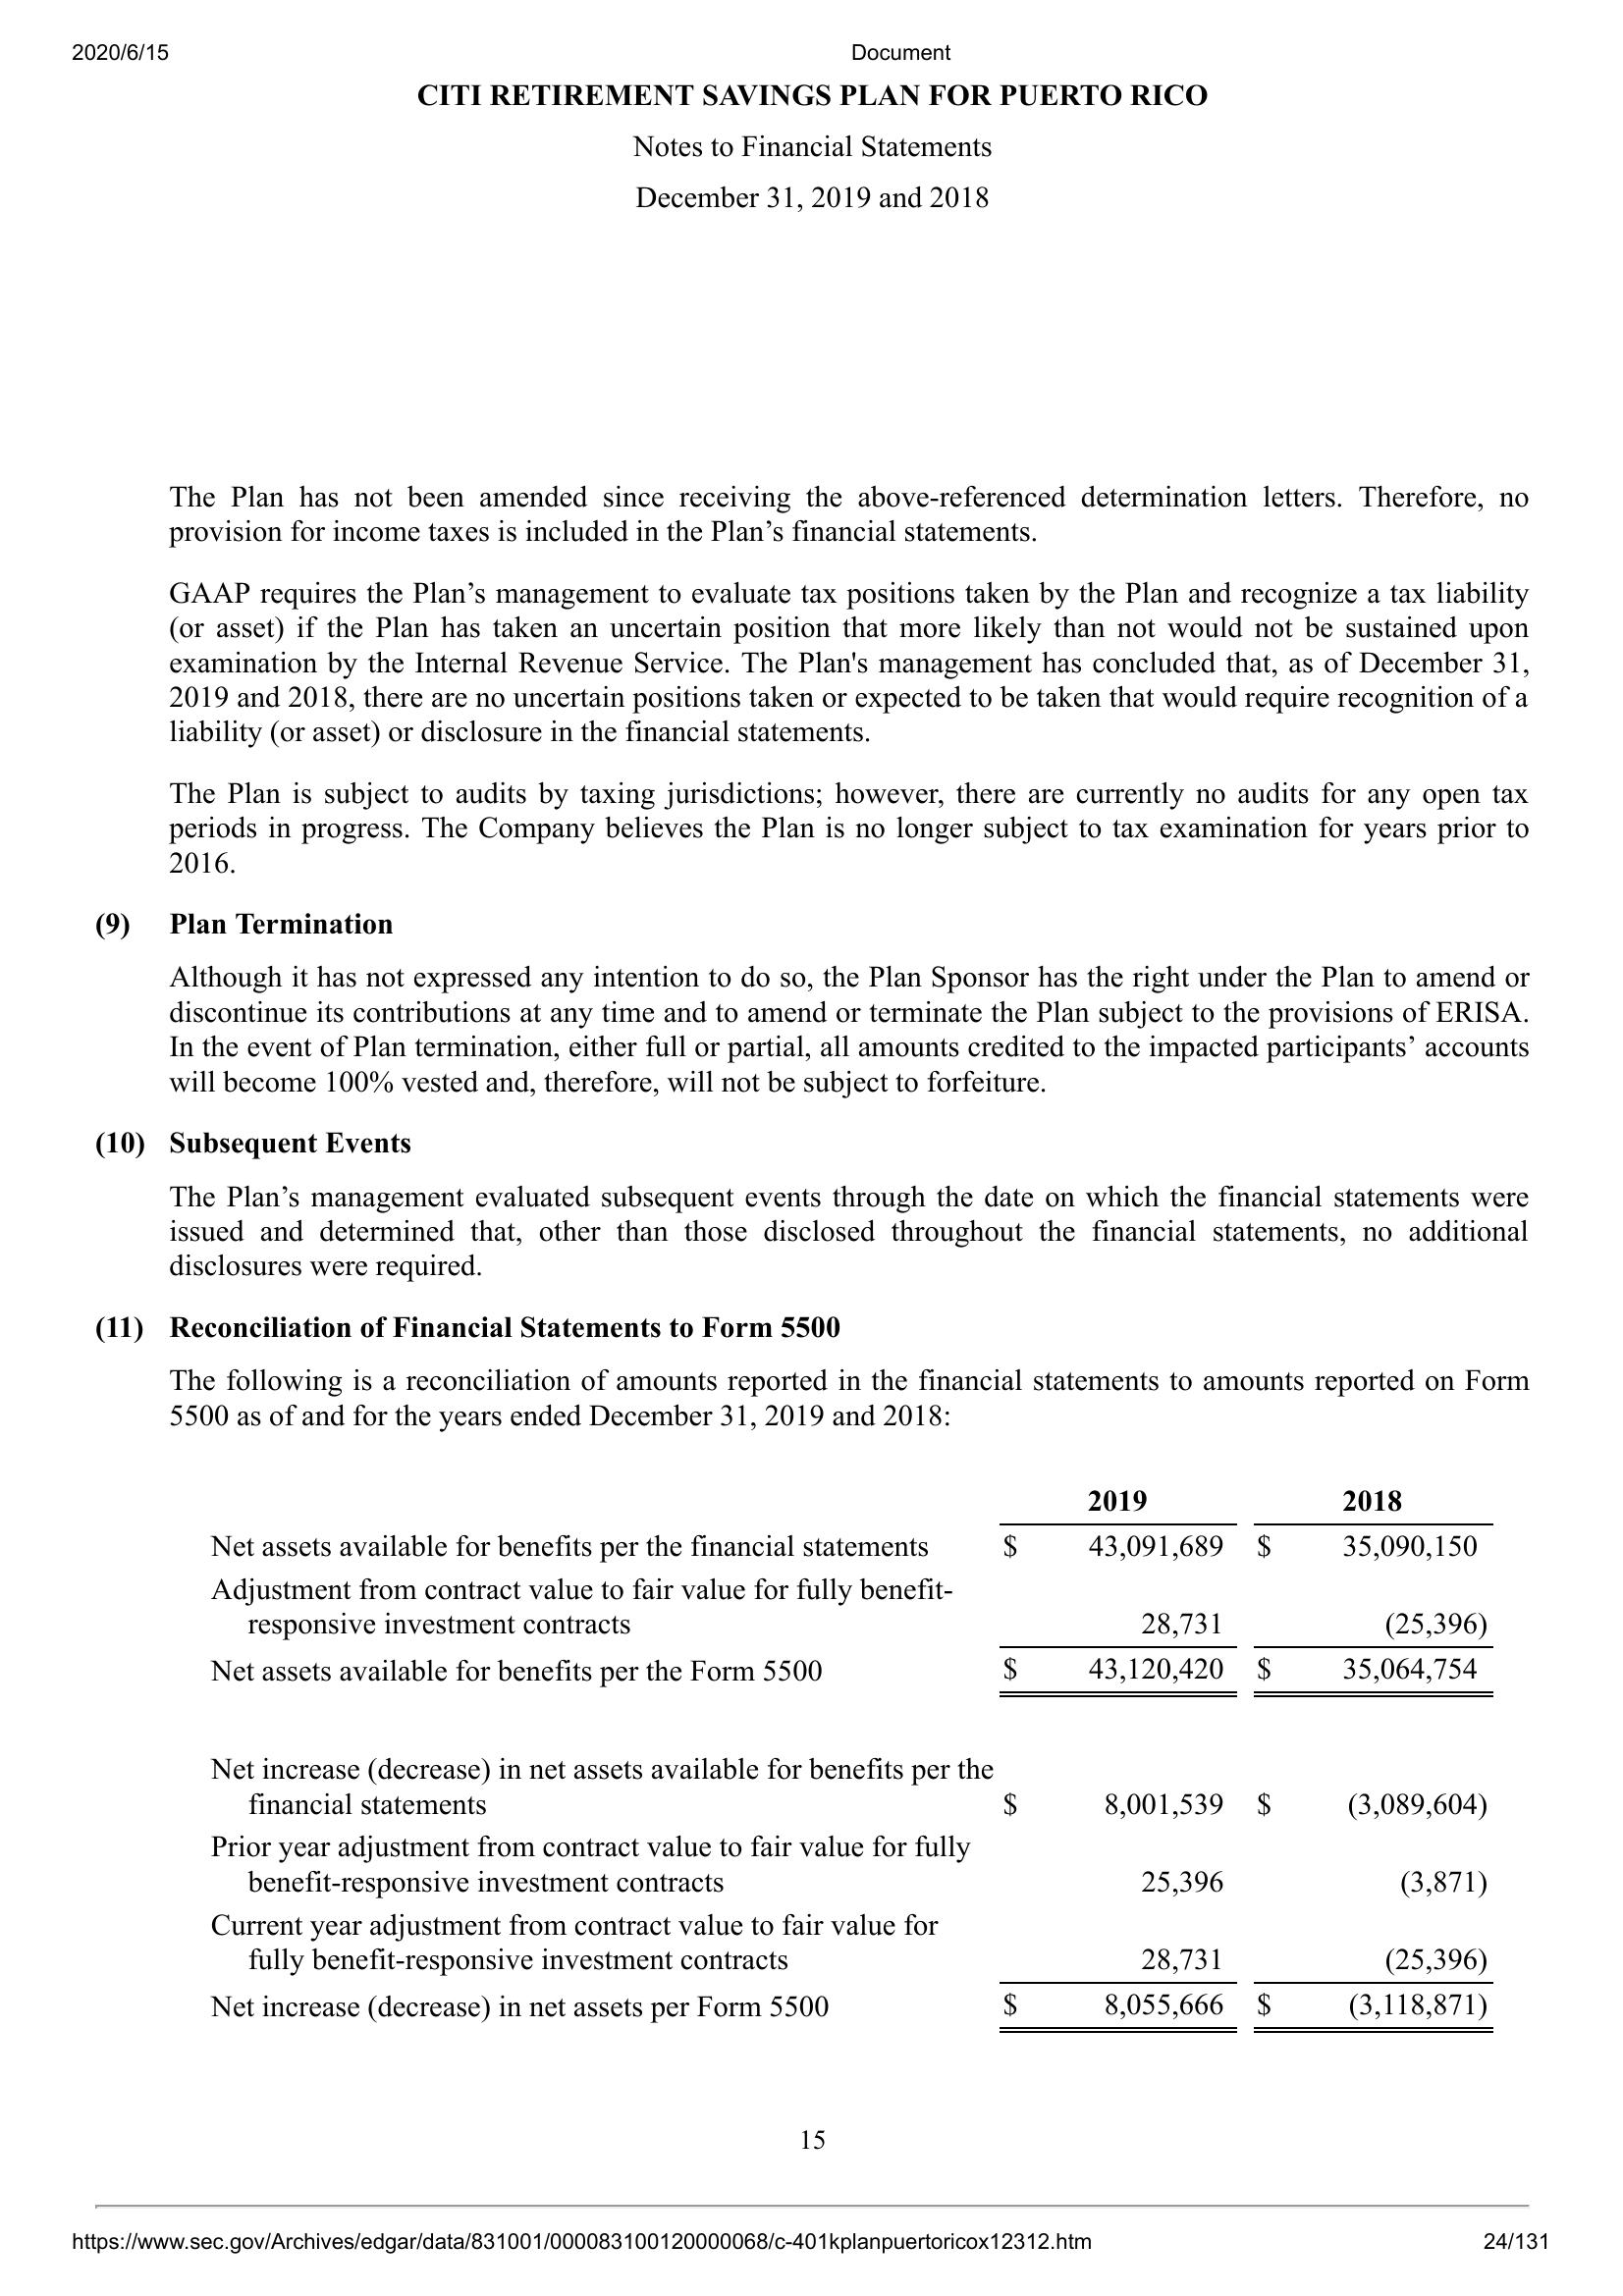 2020/6/15 Document
CITI RETIREMENT SAVINGS PLAN FOR PUERTO RICO
Notes to Financial Statements
December 31, 2019 and 2018
The Plan has not been amended since receiving the above-referenced determination letters. Therefore, no
provision for income taxes is included in the Plan’s financial statements.
GAAP requires the Plan’s management to evaluate tax positions taken by the Plan and recognize a tax liability
(or asset) if the Plan has taken an uncertain position that more likely than not would not be sustained upon
examination by the Internal Revenue Service. The Plan's management has concluded that, as of December 31,
2019 and 2018, there are no uncertain positions taken or expected to be taken that would require recognition of a
liability (or asset) or disclosure in the financial statements.
The Plan is subject to audits by taxing jurisdictions; however, there are currently no audits for any open tax
periods in progress. The Company believes the Plan is no longer subject to tax examination for years prior to
2016.
(9) Plan Termination
Although it has not expressed any intention to do so, the Plan Sponsor has the right under the Plan to amend or
discontinue its contributions at any time and to amend or terminate the Plan subject to the provisions of ERISA.
In the event of Plan termination, either full or partial, all amounts credited to the impacted participants’ accounts
will become 100% vested and, therefore, will not be subject to forfeiture.
(10) Subsequent Events
The Plan’s management evaluated subsequent events through the date on which the financial statements were
issued and determined that, other than those disclosed throughout the financial statements, no additional
disclosures were required.
(11) Reconciliation of Financial Statements to Form 5500
The following is a reconciliation of amounts reported in the financial statements to amounts reported on Form
5500 as of and for the years ended December 31, 2019 and 2018:
2019 2018
Net assets available for benefits per the financial statements $ 43,091,689 $ 35,090,150
Adjustment from contract value to fair value for fully benefit-
responsive investment contracts 28,731 (25,396)
Net assets available for benefits per the Form 5500 $ 43,120,420 $ 35,064,754
Net increase (decrease) in net assets available for benefits per the
financial statements $ 8,001,539 $ (3,089,604)
Prior year adjustment from contract value to fair value for fully
benefit-responsive investment contracts 25,396 (3,871)
Current year adjustment from contract value to fair value for
fully benefit-responsive investment contracts 28,731 (25,396)
Net increase (decrease) in net assets per Form 5500 $ 8,055,666 $ (3,118,871)
15
https://www.sec.gov/Archives/edgar/data/831001/000083100120000068/c-401kplanpuertoricox12312.htm 24/131